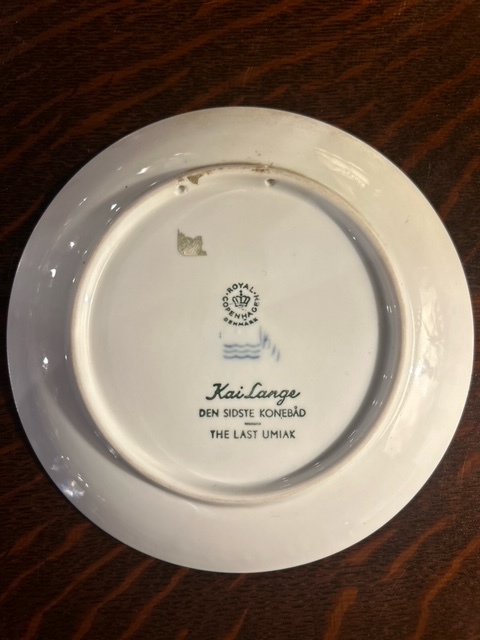 ROYAL
COPENHAGEN
DENMARK
Kai Lange
DEN SIDSTE KONEBÅD
THE LAST UMIAK